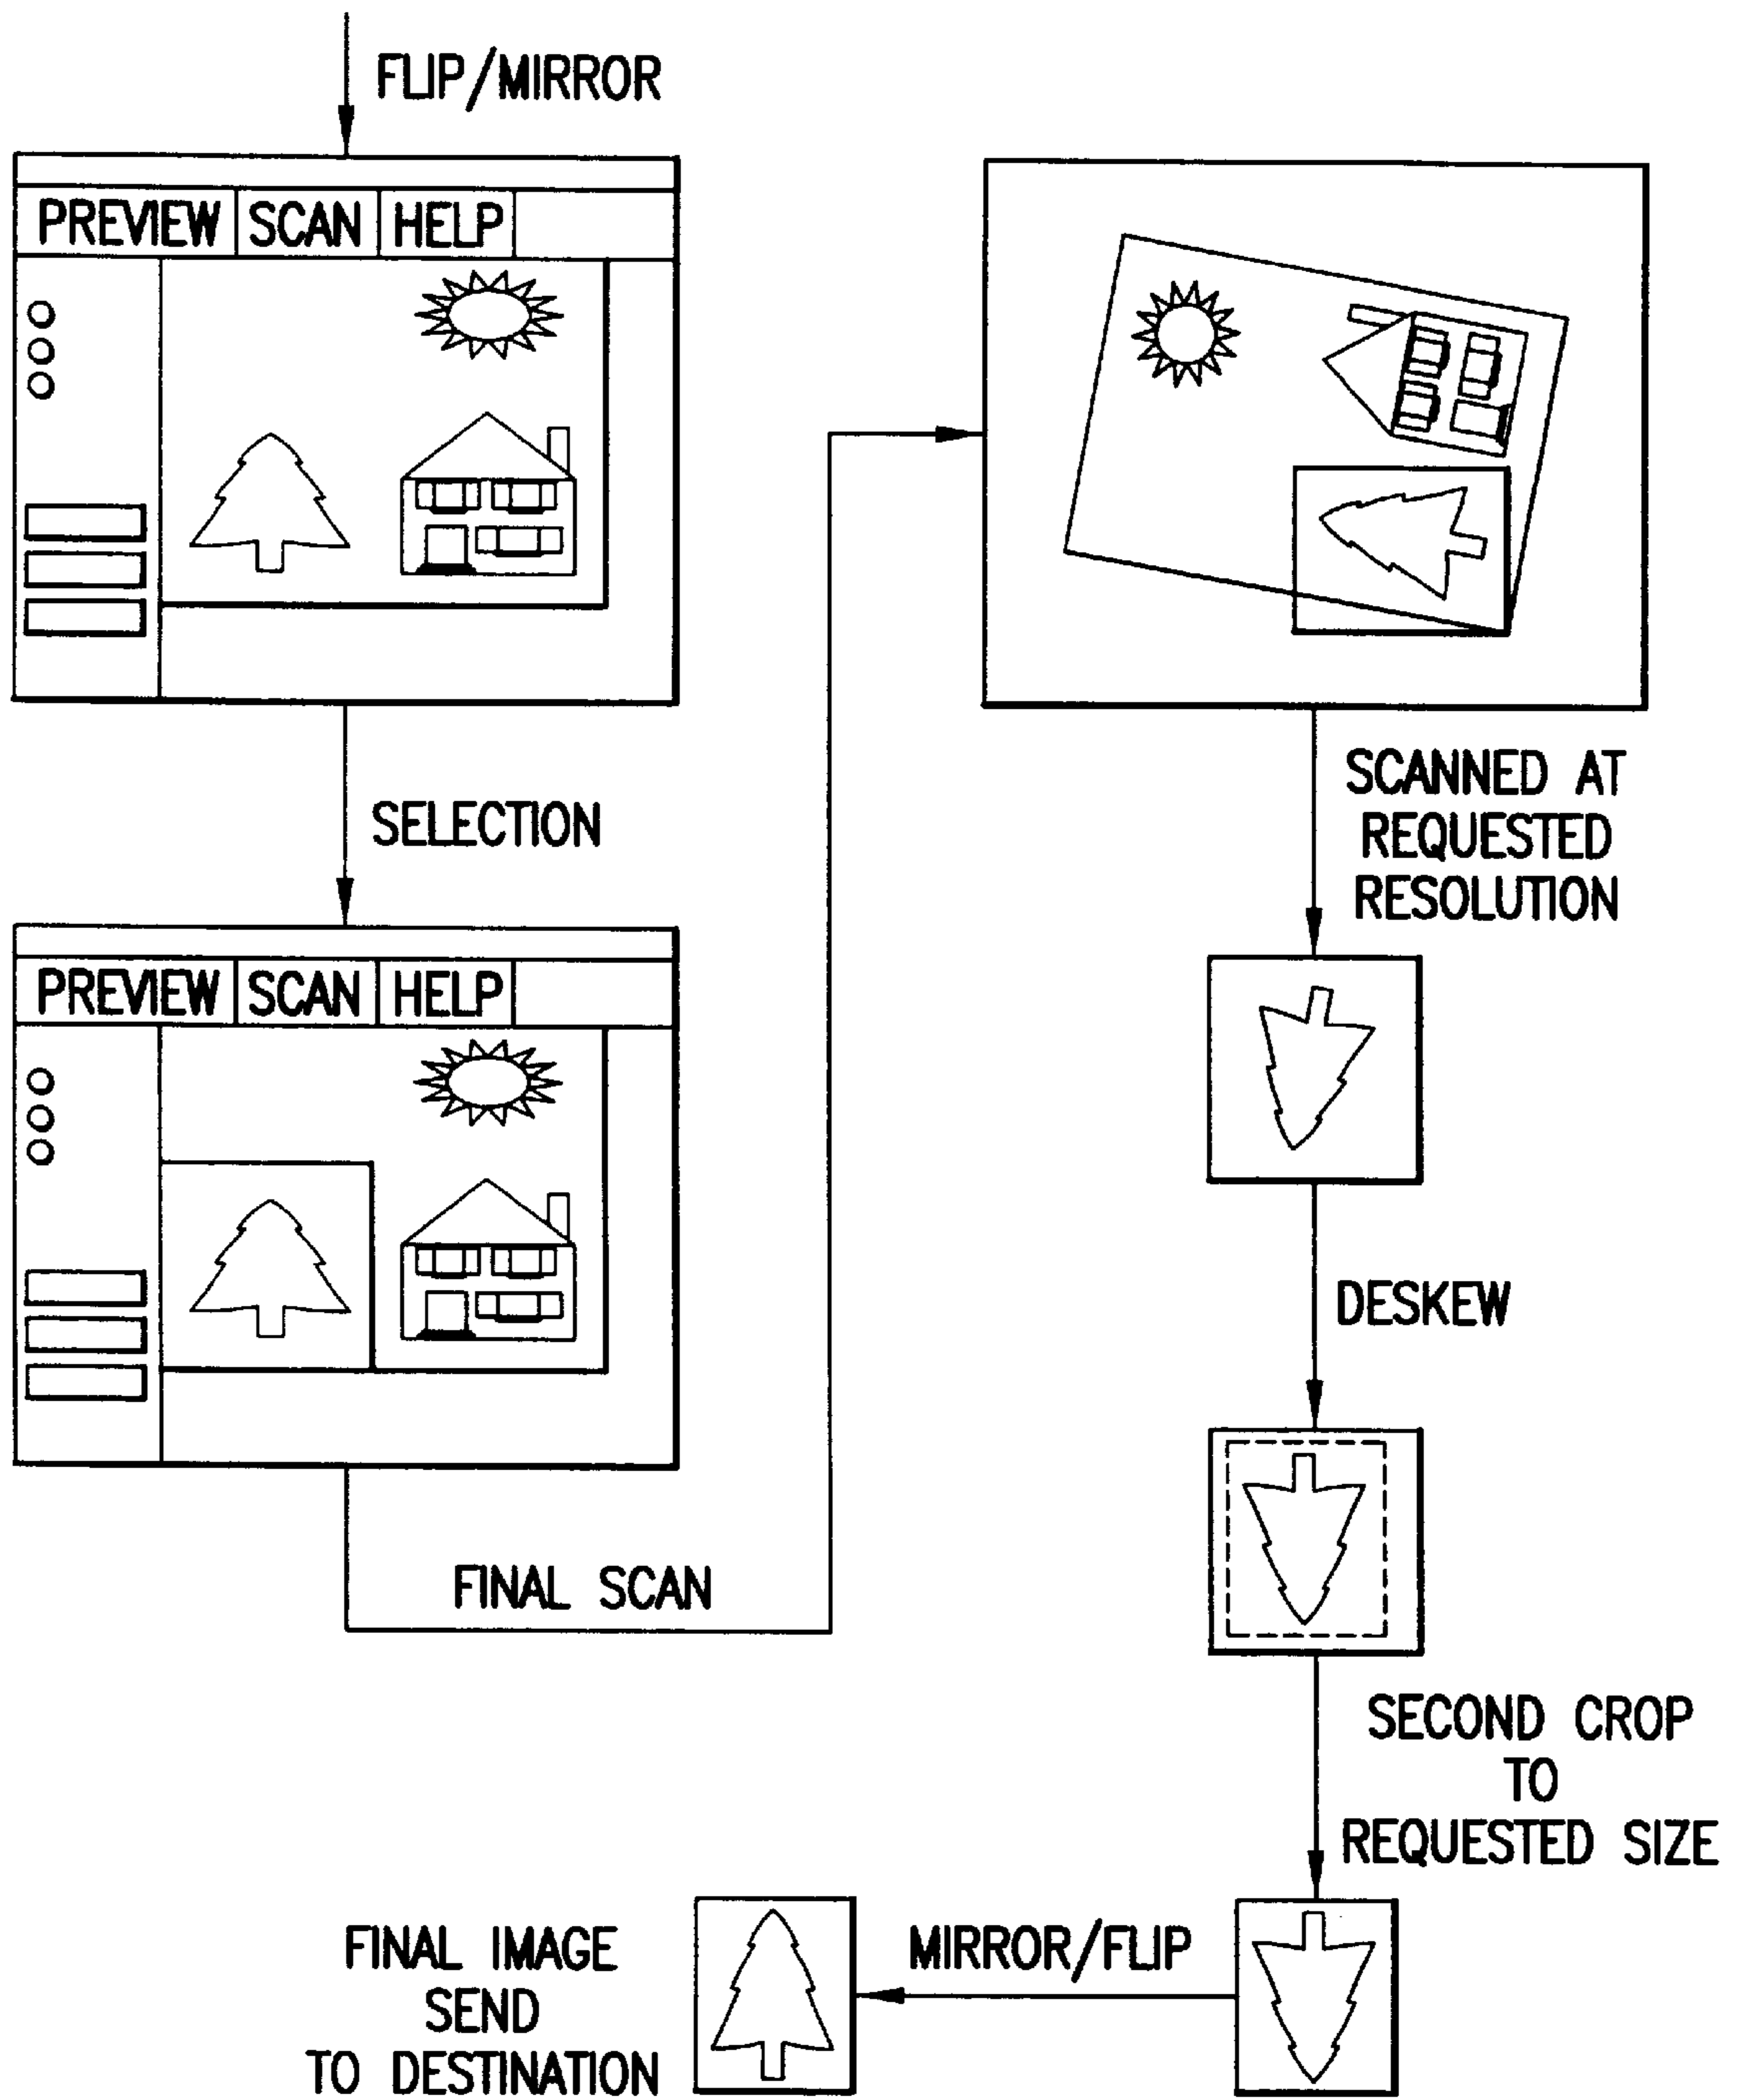 FLIP/MIRROR
PREVIEW SCAN HELP
SELECTION
PREVIEW SCAN HELP
FINAL SCAN
SCANNED AT
REQUESTED
RESOLUTION
DESKEW
SECOND CROP
TO
REQUESTED SIZE
MIRROR/FLIP
FINAL IMAGE
SEND
TO DESTINATION